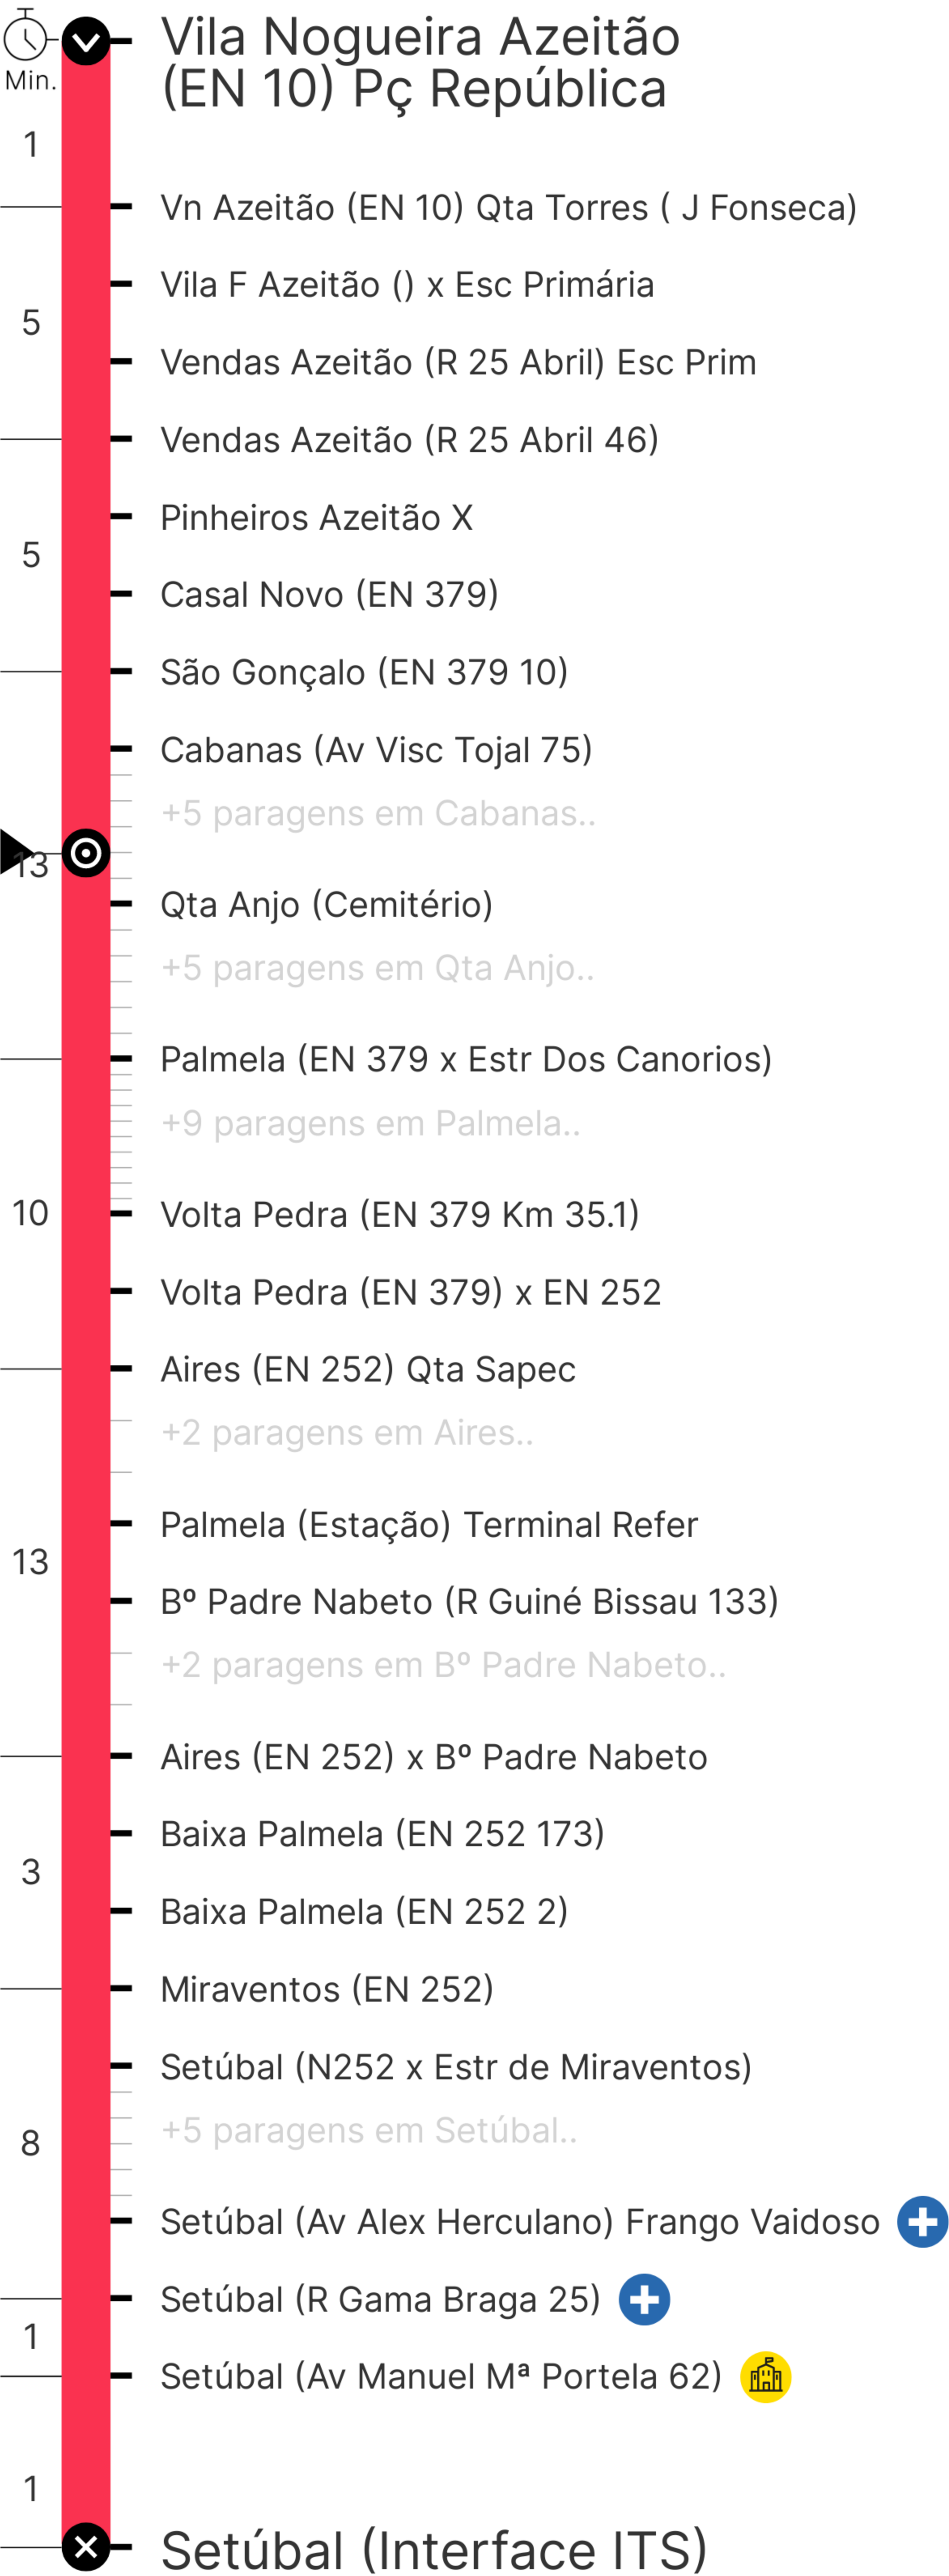 Vila Nogueira Azeitão
(EN 10) Pç República
Min.
1
Vn Azeitão (EN 10) Qta Torres ( J Fonseca)
Vila F Azeitão () x Esc Primária
5
Vendas Azeitão (R 25 Abril) Esc Prim
Vendas Azeitão (R 25 Abril 46)
Pinheiros Azeitão X
5
Casal Novo (EN 379)
São Gonçalo (EN 379 10)
Cabanas (Av Visc Tojal 75)
+5 paragens em Cabanas..
13
Qta Anjo (Cemitério)
+5 paragens em Qta Anjo..
Palmela (EN 379 x Estr Dos Canorios)
+9 paragens em Palmela..
10
Volta Pedra (EN 379 Km 35.1)
Volta Pedra (EN 379) x EN 252
Aires (EN 252) Qta Sapec
+2 paragens em Aires..
Palmela (Estação) Terminal Refer
13
Bº Padre Nabeto (R Guiné Bissau 133)
+2 paragens em Bº Padre Nabeto..
Aires (EN 252) x Bº Padre Nabeto
Baixa Palmela (EN 252 173)
3
Baixa Palmela (EN 252 2)
Miraventos (EN 252)
Setúbal (N252 x Estr de Miraventos)
+5 paragens em Setúbal..
8
Setúbal (Av Alex Herculano) Frango Vaidoso
Setúbal (R Gama Braga 25)
1
Setúbal (Av Manuel Mª Portela 62)
1
Setúbal (Interface ITS)